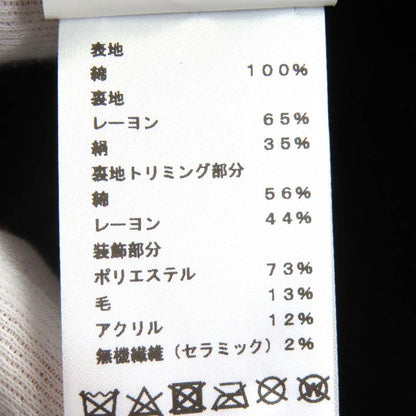 表地
綿 100%
裏地
レーヨン 65%
絹 35%
裏地トリミング部分
綿 56%
レーヨン 44%
装飾部分
ポリエステル 73%
毛 13%
アクリル 12%
無機繊維(セラミック) 2%